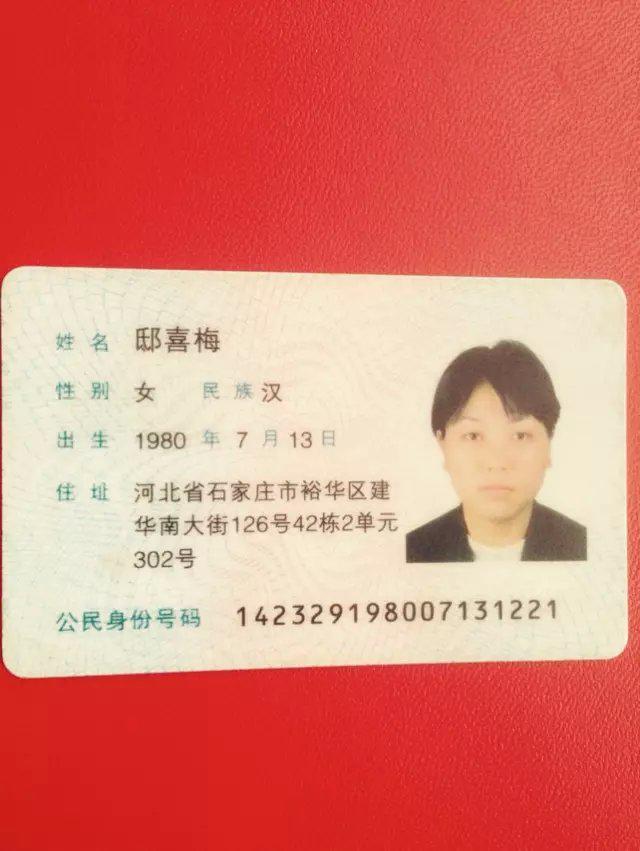 姓名 邸喜梅
性别 女 民族 汉
出生 1980 年 7 月 13 日
住址 河北省石家庄市裕华区建
华南大街126号42栋2单元
302号
公民身份号码 142329198007131221